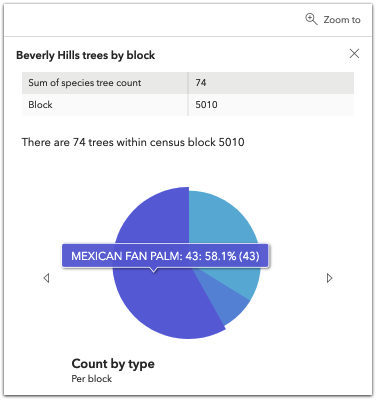 Zoom to
Beverly Hills trees by block
Sum of species tree count 74
Block 5010
There are 74 trees within census block 5010
MEXICAN FAN PALM: 43: 58.1% (43)
Count by type
Per block